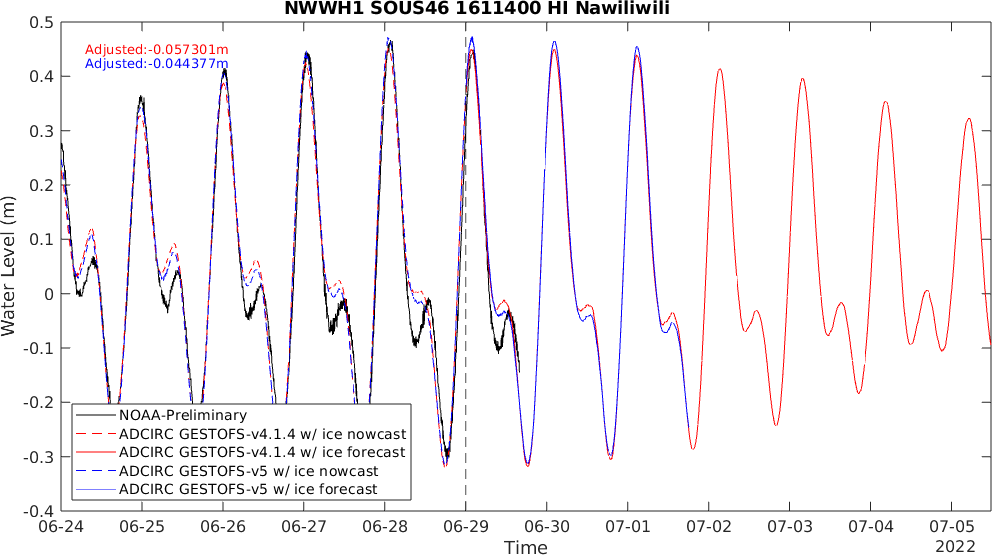 NWWH1 SOUS46 1611400 HI Nawiliwili
Adjusted:-0.057301m
Adjusted:-0.044377m
0.5
0.4
0.3
0.2
0.1
0
-0.1
-0.2
-0.3
-0.4
Water Level (m)
NOAA-Preliminary
ADCIRC GESTOFS-v4.1.4 w/ ice nowcast
ADCIRC GESTOFS-v4.1.4 w/ ice forecast
ADCIRC GESTOFS-v5 w/ ice nowcast
ADCIRC GESTOFS-v5 w/ ice forecast
06-24 06-25 06-26 06-27 06-28 06-29 06-30 07-01 07-02 07-03 07-04 07-05
Time
2022